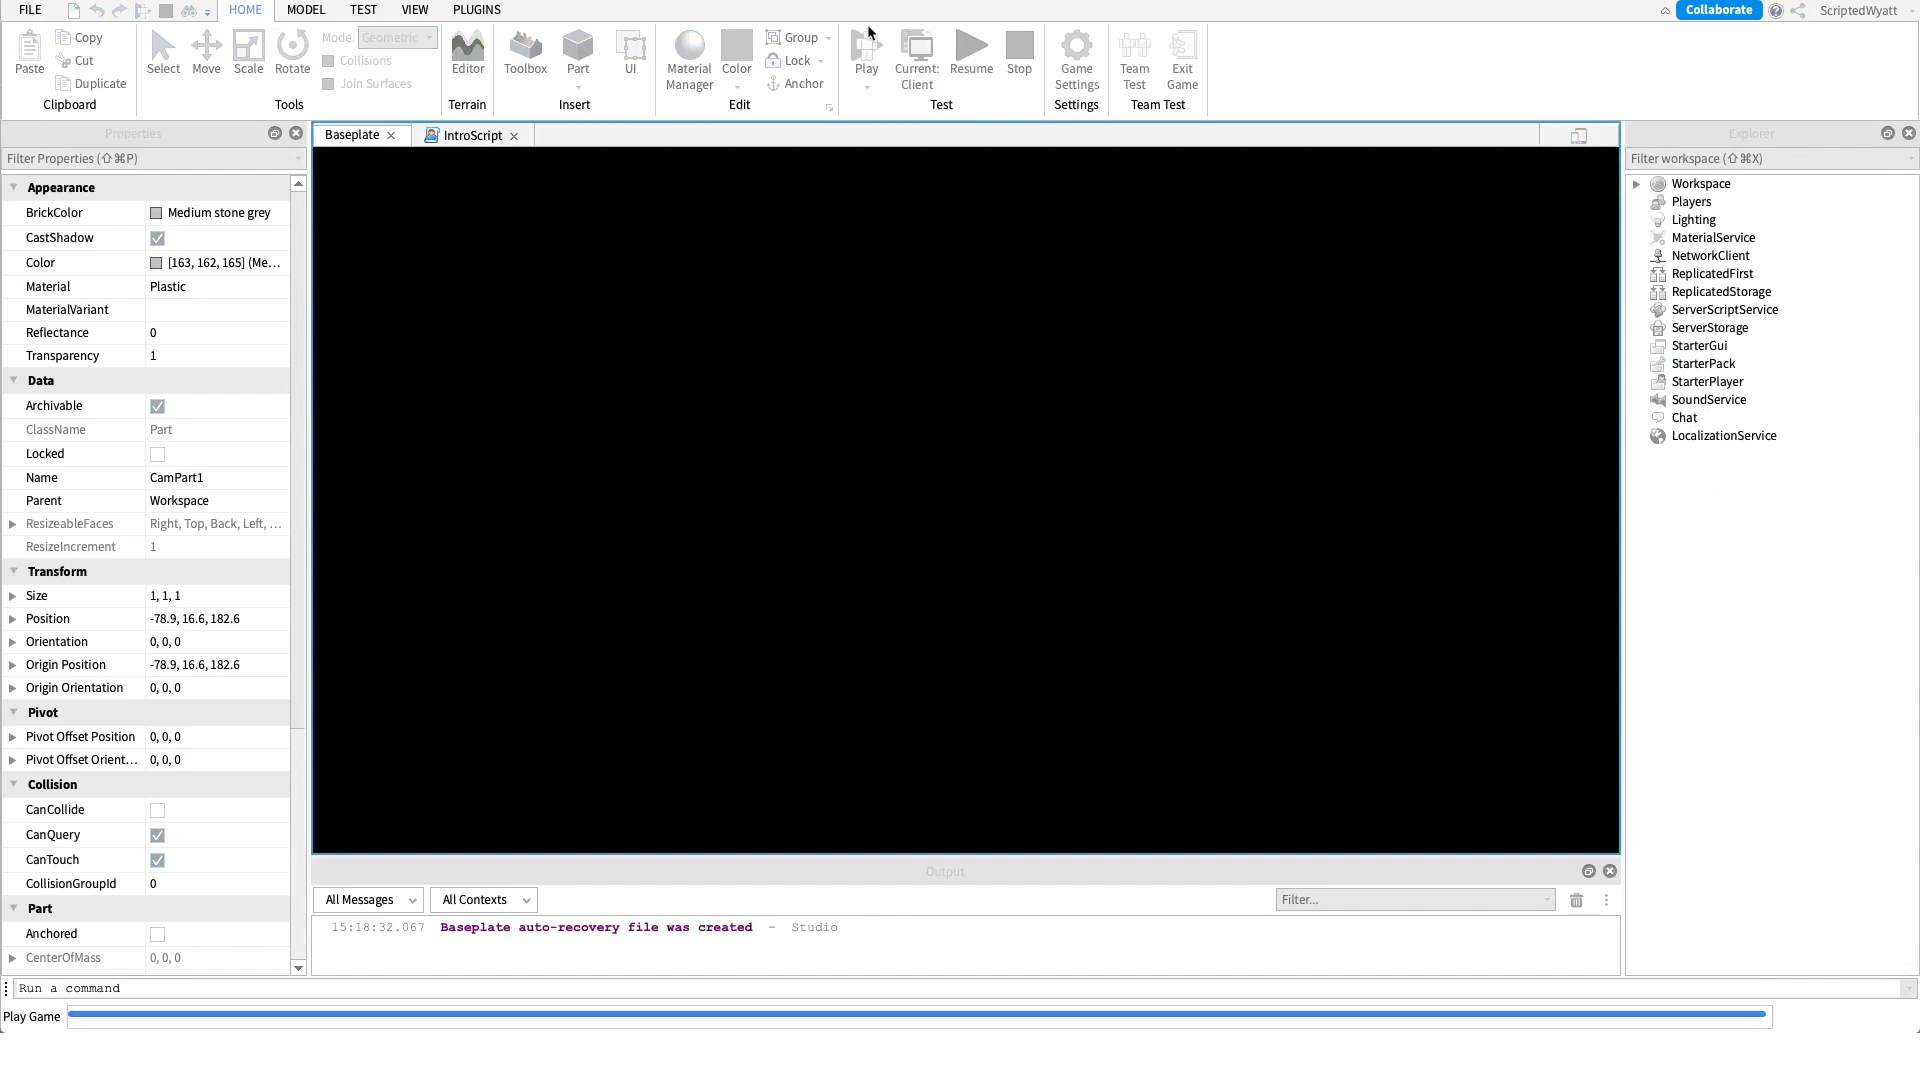 FILE HOME MODEL TEST VIEW PLUGINS Collaborate ScriptedWyatt
Paste Copy Cut Duplicate Clipboard
Select Move Scale Rotate Mode: Geometric Collisions Join Surfaces Tools
Editor Terrain
Toolbox Part UI Insert
Material Manager Color Group Lock Anchor Edit
Play Current: Client Resume Stop Test
Game Settings Settings
Team Test Exit Game Team Test
Properties
Filter Properties (⇧⌘P)
Appearance
BrickColor Medium stone grey
CastShadow
Color [163, 162, 165] (Me...
Material Plastic
MaterialVariant
Reflectance 0
Transparency 1
Data
Archivable
ClassName Part
Locked
Name CamPart1
Parent Workspace
ResizeableFaces Right, Top, Back, Left, ...
ResizeIncrement 1
Transform
Size 1, 1, 1
Position -78.9, 16.6, 182.6
Orientation 0, 0, 0
Origin Position -78.9, 16.6, 182.6
Origin Orientation 0, 0, 0
Pivot
Pivot Offset Position 0, 0, 0
Pivot Offset Orient... 0, 0, 0
Collision
CanCollide
CanQuery
CanTouch
CollisionGroupId 0
Part
Anchored
CenterOfMass 0, 0, 0
Baseplate IntroScript
Output
All Messages All Contexts Filter...
15:18:32.067 Baseplate auto-recovery file was created - Studio
Explorer
Filter workspace (⇧⌘X)
Workspace
Players
Lighting
MaterialService
NetworkClient
ReplicatedFirst
ReplicatedStorage
ServerScriptService
ServerStorage
StarterGui
StarterPack
StarterPlayer
SoundService
Chat
LocalizationService
Run a command
Play Game